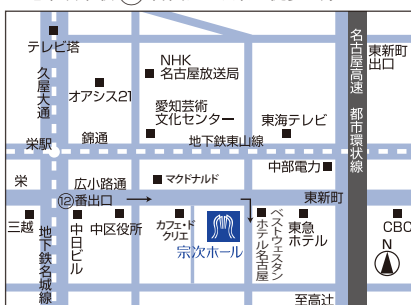 テレビ塔
久屋大通
オアシス21
NHK
名古屋放送局
愛知芸術
文化センター
東海テレビ
名古屋高速 都市環状線
東新町
出口
栄駅
錦通
地下鉄東山線
中部電力
栄
広小路通
マクドナルド
東新町
⑫番出口
三越
地下鉄名城線
中日ビル
中区役所
カフェ・ド
クリエ
宗次ホール
ベストウェスタン
ホテル名古屋
東急
ホテル
CBC
N
至高辻